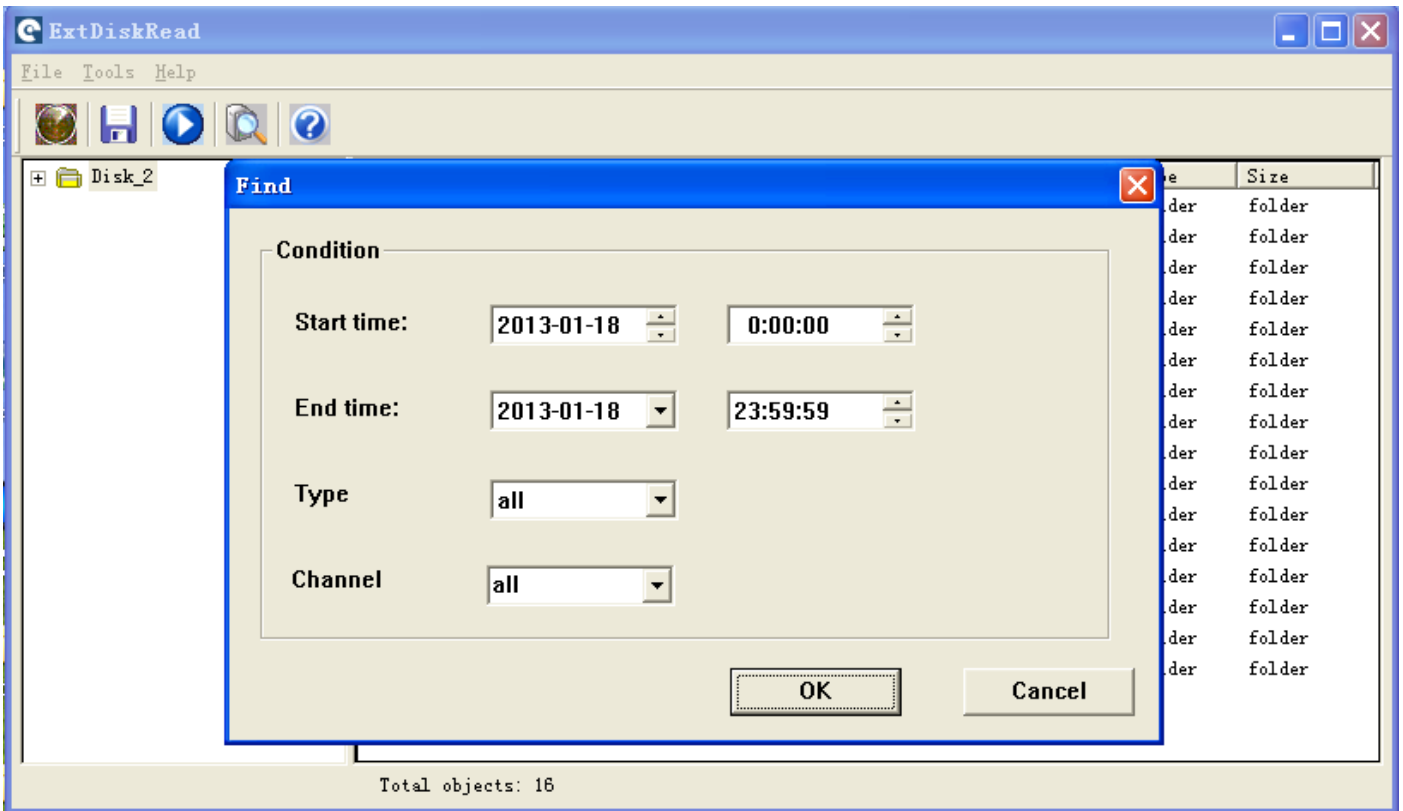 ExtDiskRead
File Tools Help
Disk_2
Size
Find
der folder
der folder
Condition
der folder
der folder
Start time: 2013-01-18 0:00:00
der folder
der folder
der folder
End time: 2013-01-18 23:59:59
der folder
der folder
Type all
der folder
der folder
der folder
Channel all
der folder
der folder
der folder
der folder
OK Cancel
Total objects: 16